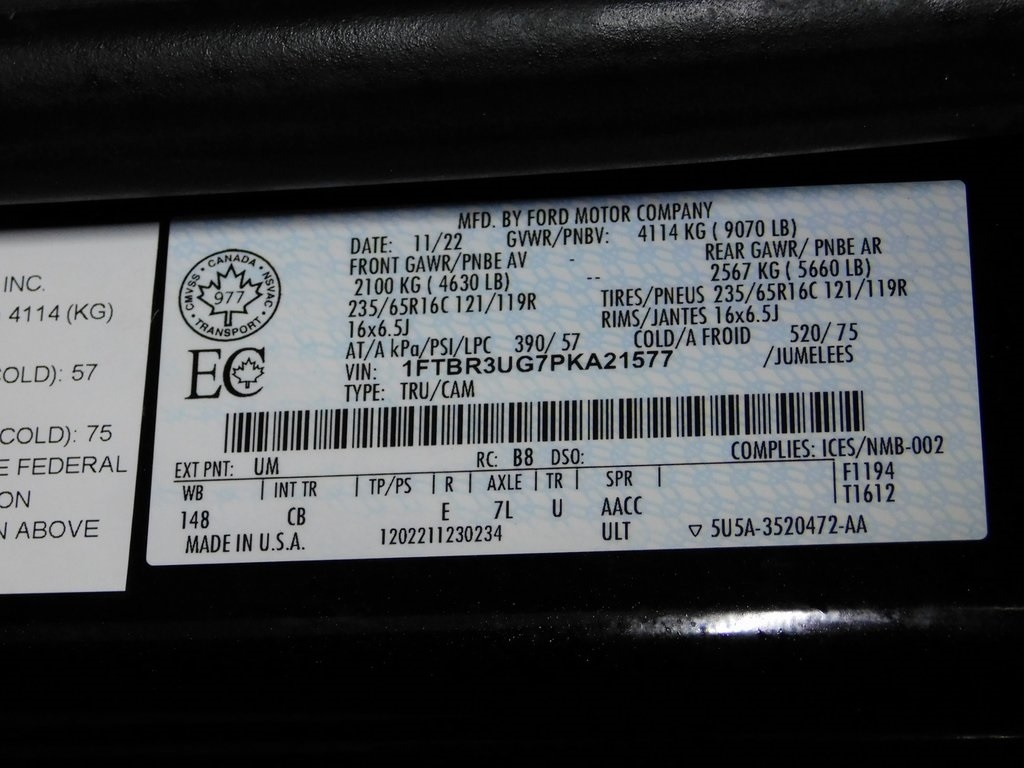 INC.
4114 (KG)
COLD): 57
COLD): 75
E FEDERAL
ON
N ABOVE
MFD. BY FORD MOTOR COMPANY
DATE: 11/22 GVWR/PNBV: 4114 KG ( 9070 LB)
FRONT GAWR/PNBE AV - REAR GAWR/ PNBE AR
2100 KG ( 4630 LB) -- 2567 KG ( 5660 LB)
235/65R16C 121/119R TIRES/PNEUS 235/65R16C 121/119R
16x6.5J RIMS/JANTES 16x6.5J
AT/A kPa/PSI/LPC 390/ 57 COLD/A FROID 520/ 75
VIN: 1FTBR3UG7PKA21577 /JUMELEES
TYPE: TRU/CAM
CANADA
CMVSS
NSVAC
977
TRANSPORT
EC
COMPLIES: ICES/NMB-002
EXT PNT: UM RC: B8 DSO:
WB | INT TR | TP/PS | R | AXLE | TR | SPR | F1194
148 CB E 7L U AACC T1612
MADE IN U.S.A. 1202211230234 ULT ▽ 5U5A-3520472-AA